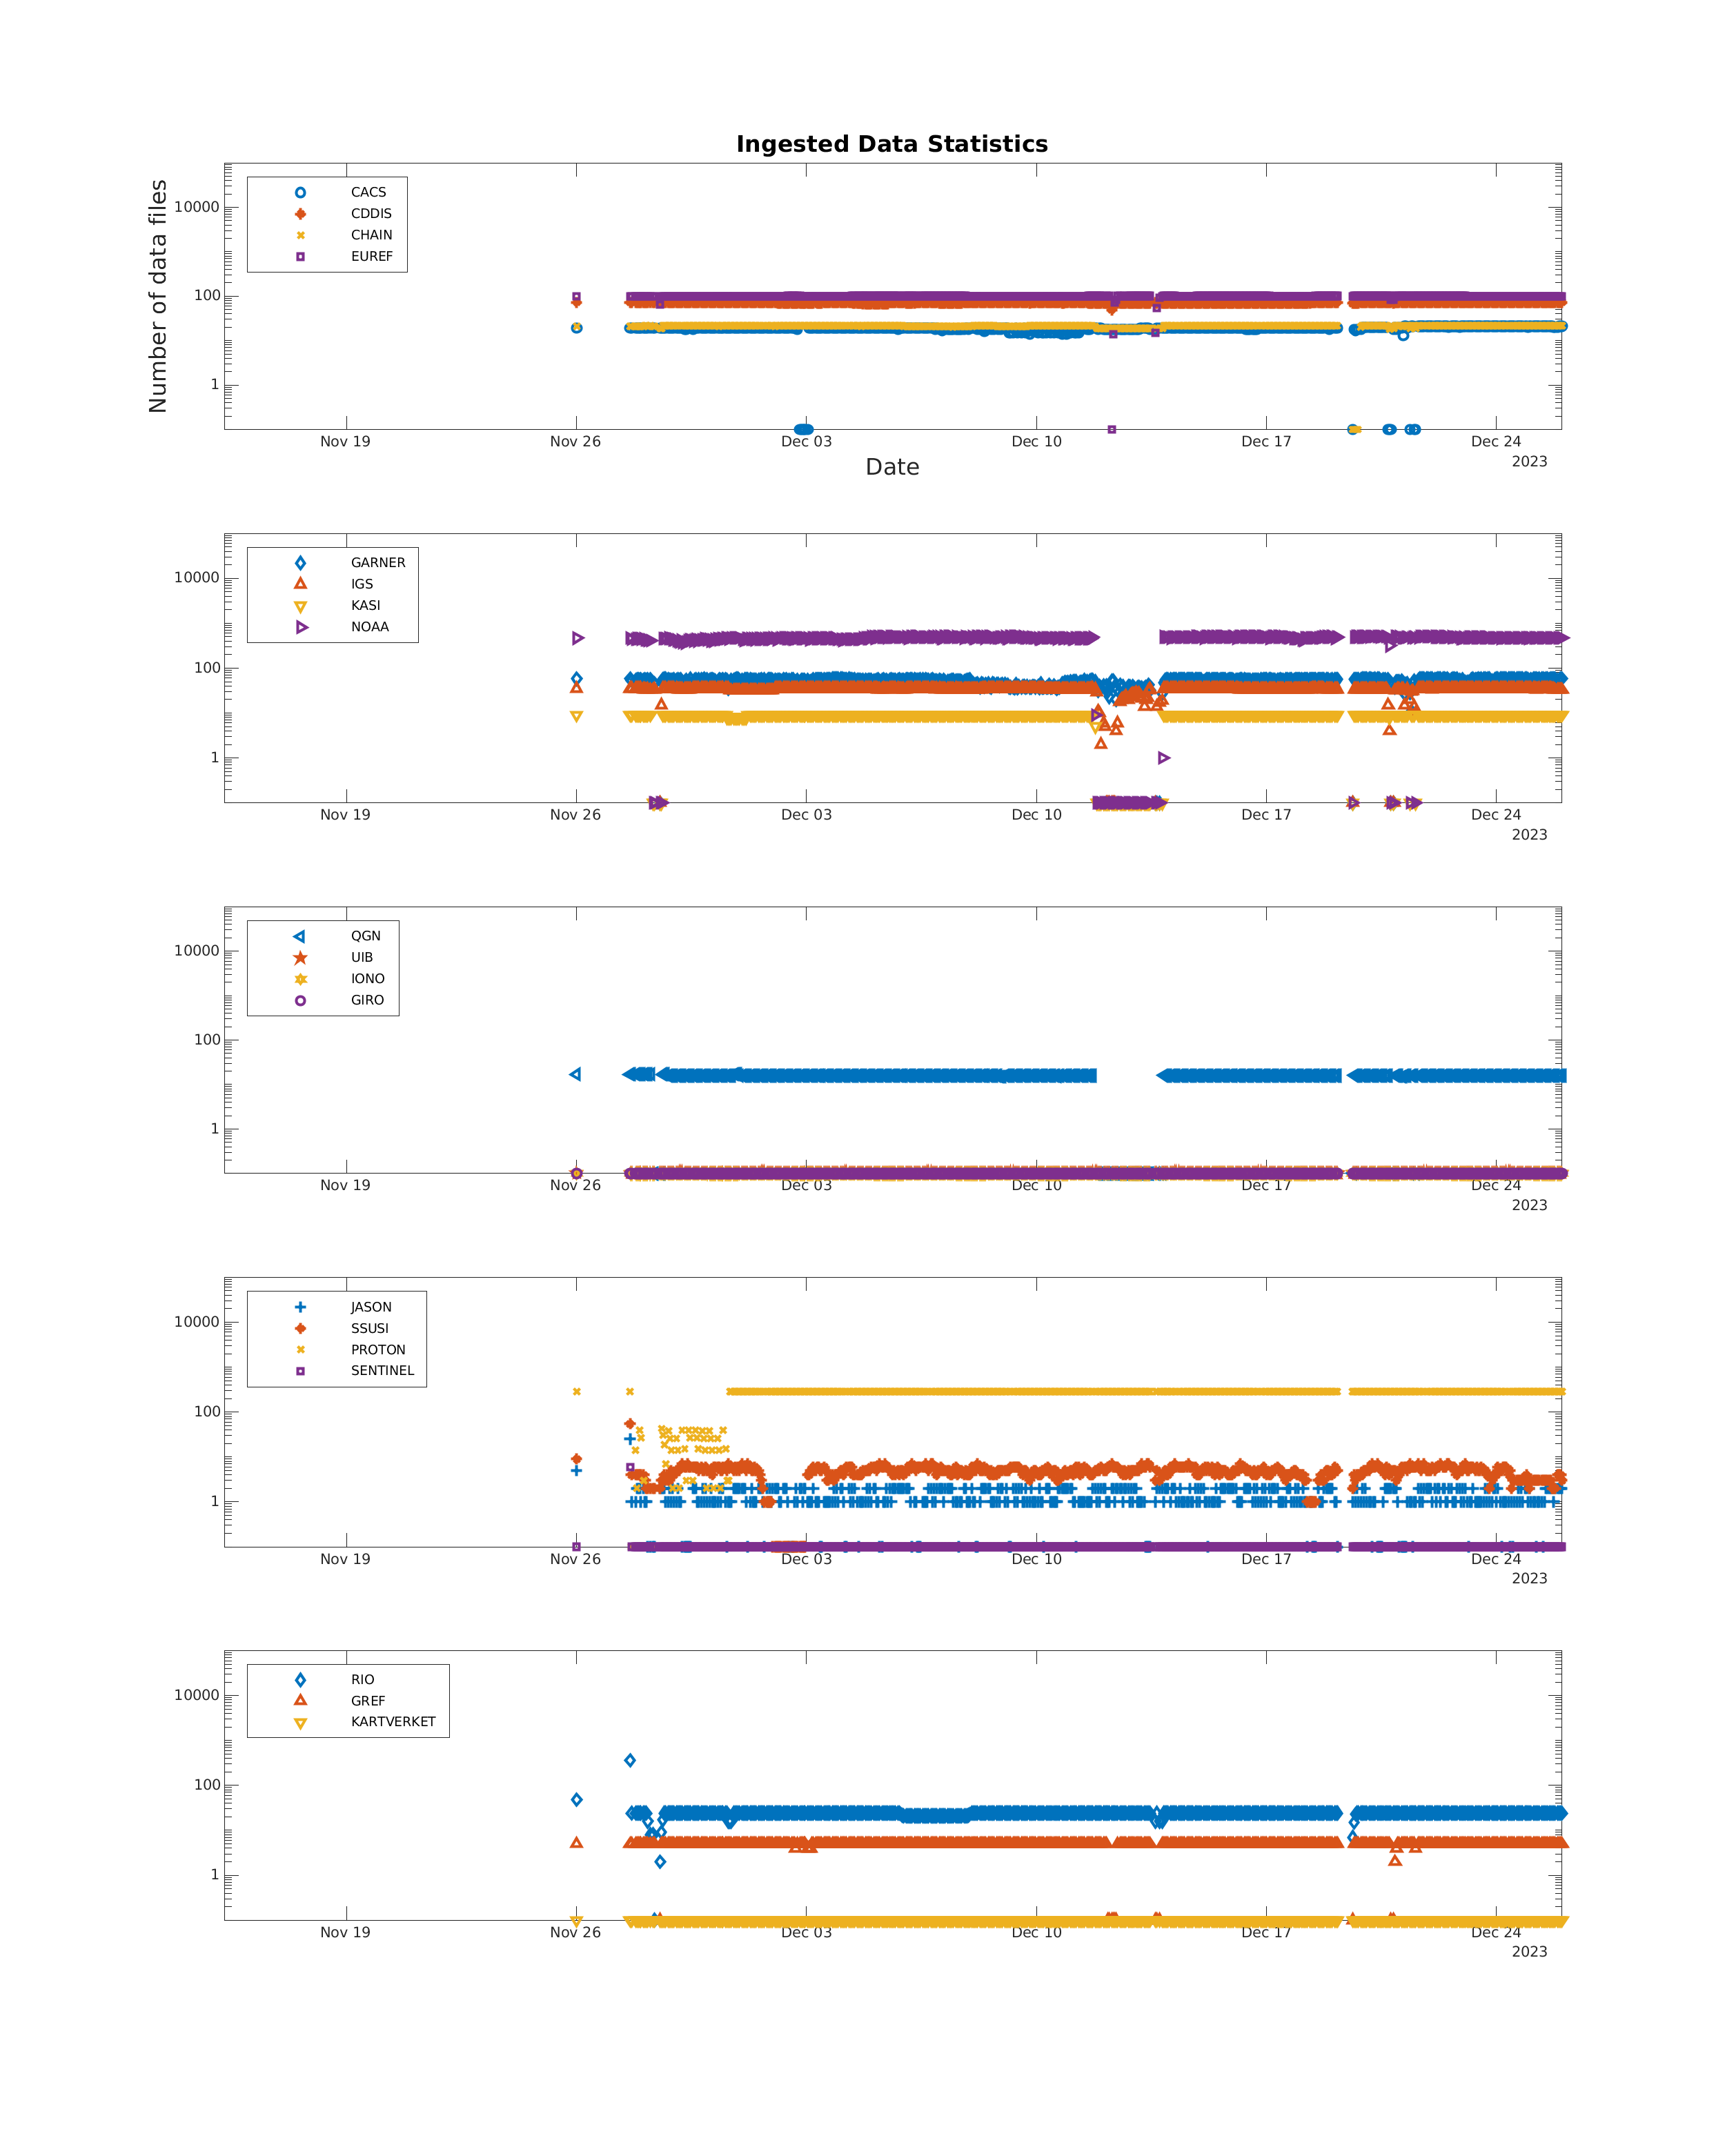 Ingested Data Statistics
Number of data files
CACS
CDDIS
CHAIN
EUREF
10000
100
1
Nov 19 Nov 26 Dec 03 Dec 10 Dec 17 Dec 24
2023
Date
GARNER
IGS
KASI
NOAA
10000
100
1
Nov 19 Nov 26 Dec 03 Dec 10 Dec 17 Dec 24
2023
QGN
UIB
IONO
GIRO
10000
100
1
Nov 19 Nov 26 Dec 03 Dec 10 Dec 17 Dec 24
2023
JASON
SSUSI
PROTON
SENTINEL
10000
100
1
Nov 19 Nov 26 Dec 03 Dec 10 Dec 17 Dec 24
2023
RIO
GREF
KARTVERKET
10000
100
1
Nov 19 Nov 26 Dec 03 Dec 10 Dec 17 Dec 24
2023